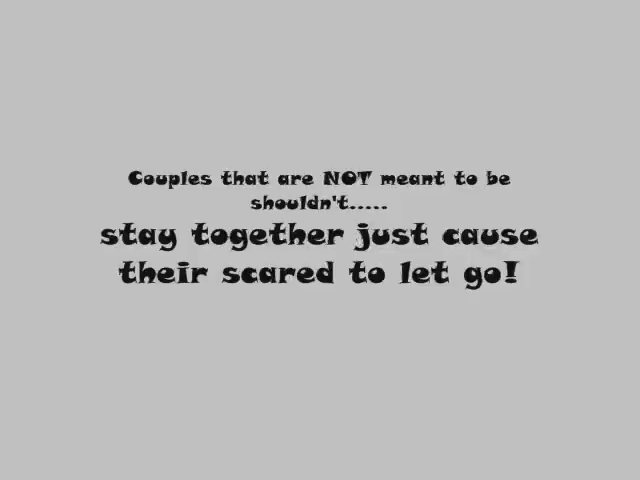 Couples that are NOT meant to be
shouldn't.....
stay together just cause
their scared to let go!